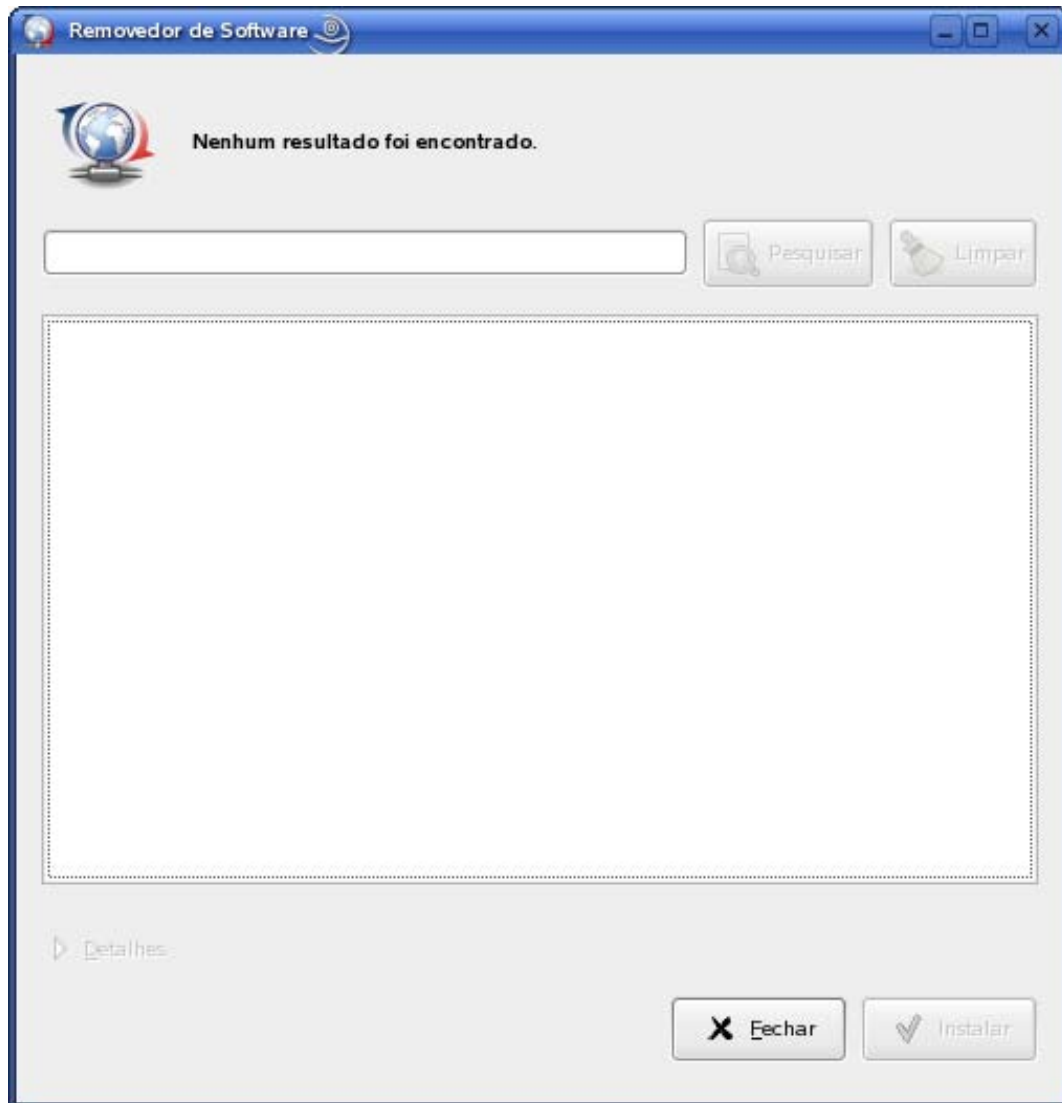 Removedor de Software
Nenhum resultado foi encontrado.
Pesquisar
Limpar
Detalhes
Fechar
Instalar